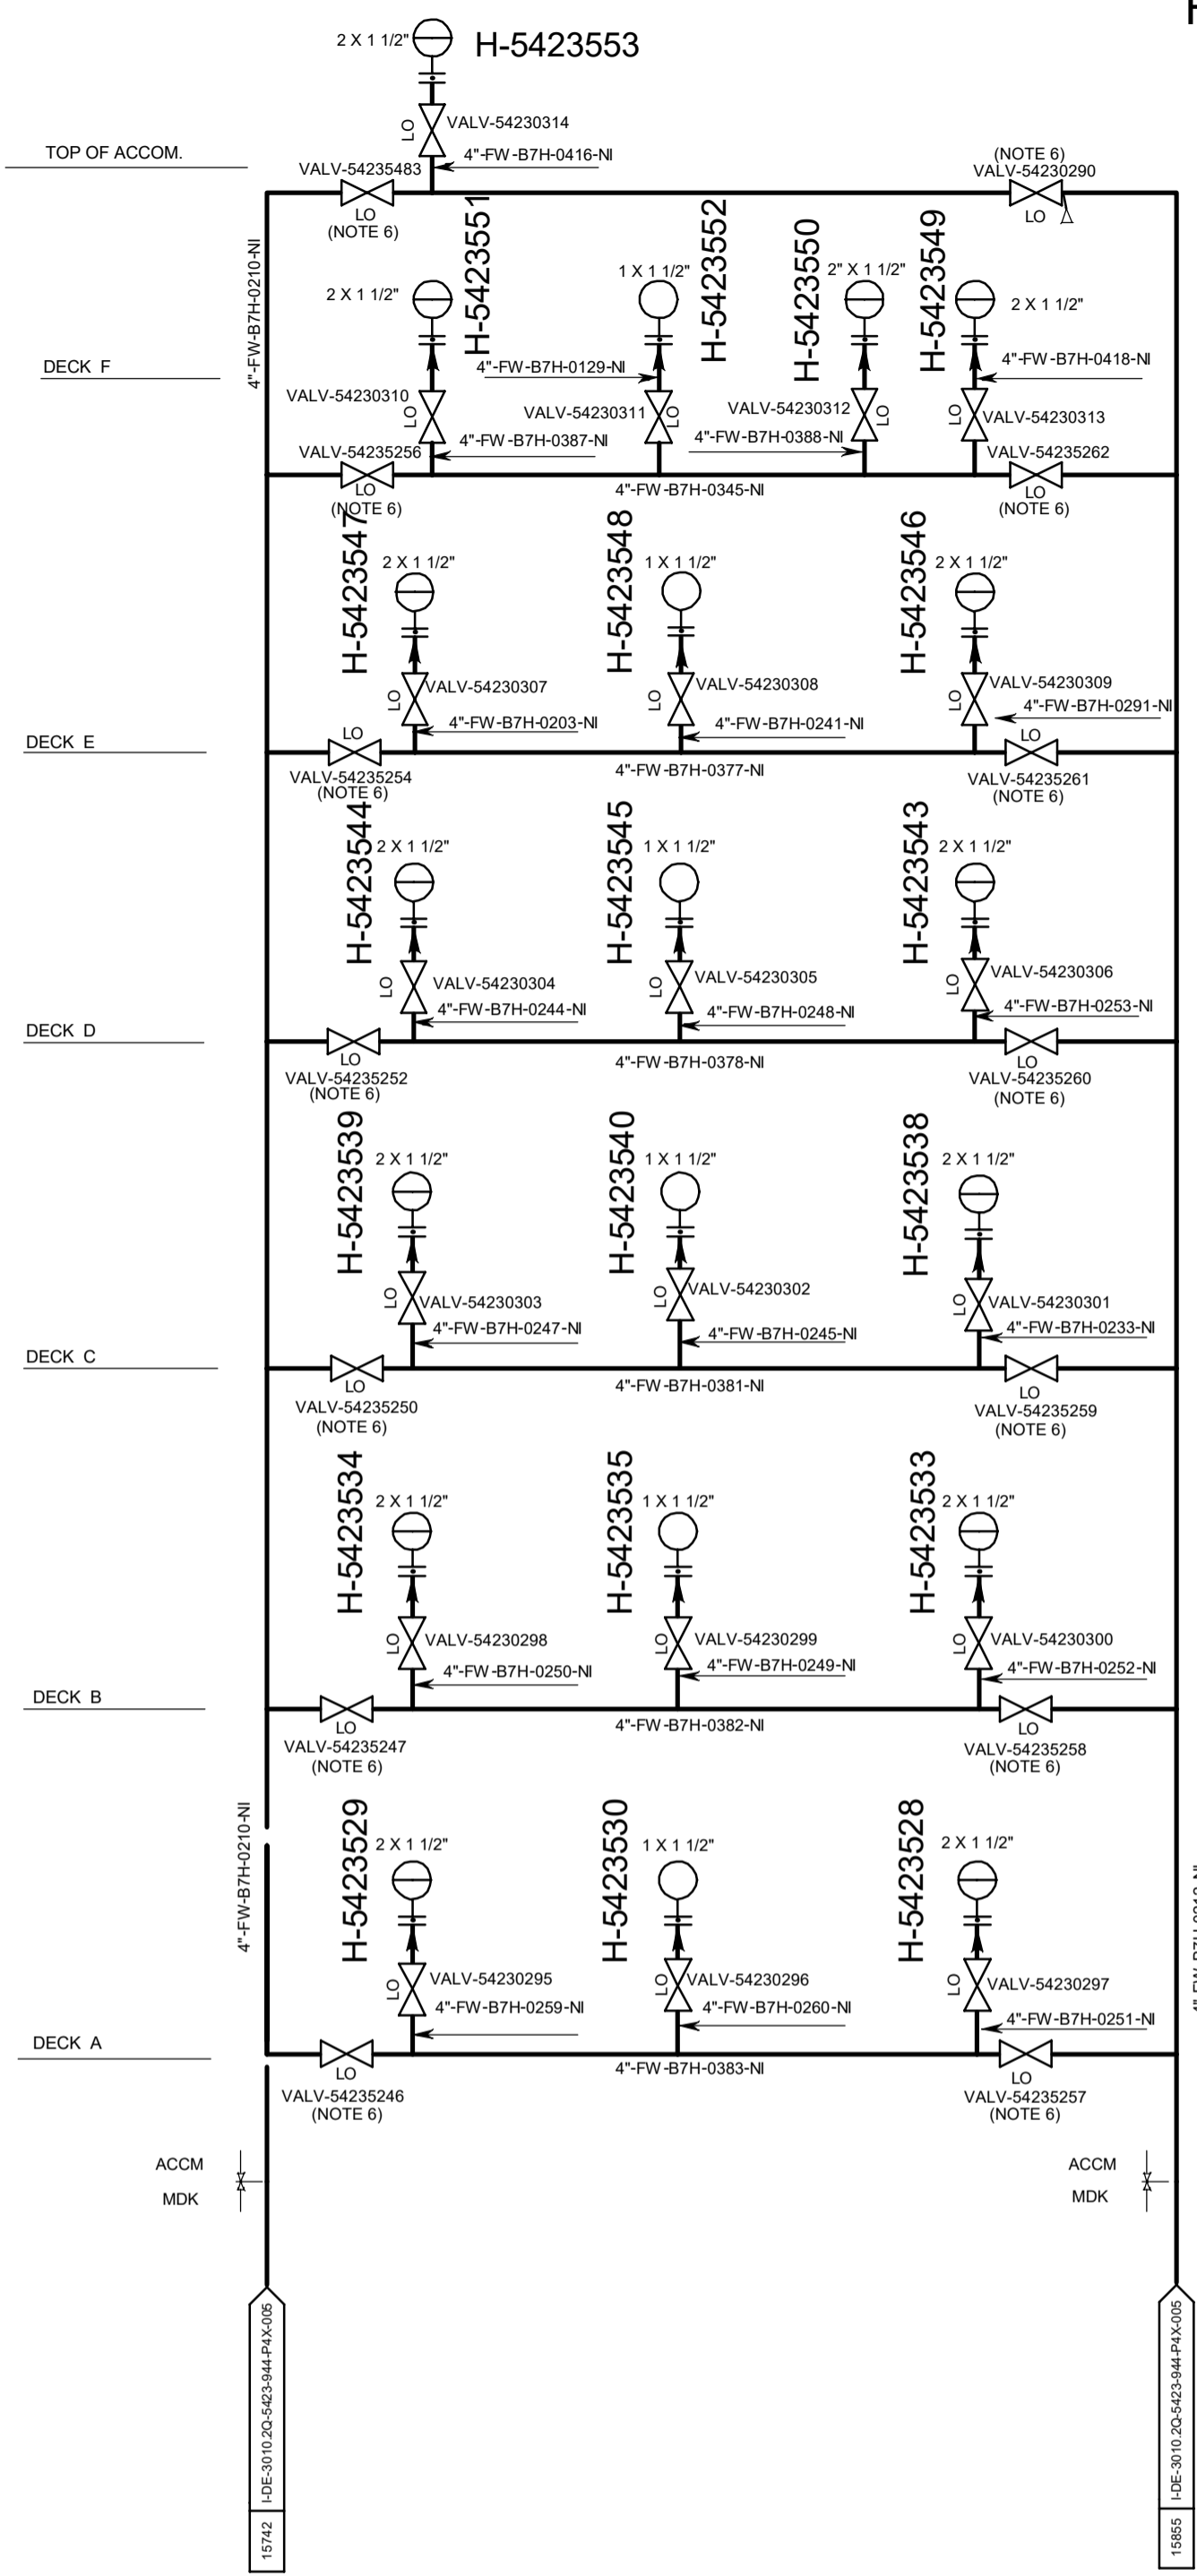 H
2 X 1 1/2"
H-5423553
LO
VALV-54230314
4"-FW-B7H-0416-NI
TOP OF ACCOM.
VALV-54235483
LO
(NOTE 6)
(NOTE 6)
VALV-54230290
LO
4"-FW-B7H-0210-NI
2 X 1 1/2"
H-5423551
1 X 1 1/2"
H-5423552
2" X 1 1/2"
H-5423550
H-5423549
2 X 1 1/2"
DECK F
4"-FW-B7H-0129-NI
4"-FW-B7H-0418-NI
VALV-54230310
LO
VALV-54230311
LO
VALV-54230312
LO
LO
VALV-54230313
4"-FW-B7H-0387-NI
4"-FW-B7H-0388-NI
VALV-54235256
LO
(NOTE 6)
4"-FW-B7H-0345-NI
VALV-54235262
LO
(NOTE 6)
H-5423547
2 X 1 1/2"
H-5423548
1 X 1 1/2"
H-5423546
2 X 1 1/2"
LO
VALV-54230307
LO
VALV-54230308
LO
VALV-54230309
4"-FW-B7H-0203-NI
4"-FW-B7H-0241-NI
4"-FW-B7H-0291-NI
DECK E
LO
VALV-54235254
(NOTE 6)
4"-FW-B7H-0377-NI
LO
VALV-54235261
(NOTE 6)
H-5423544
2 X 1 1/2"
H-5423545
1 X 1 1/2"
H-5423543
2 X 1 1/2"
LO
VALV-54230304
LO
VALV-54230305
LO
VALV-54230306
4"-FW-B7H-0244-NI
4"-FW-B7H-0248-NI
4"-FW-B7H-0253-NI
DECK D
LO
VALV-54235252
(NOTE 6)
4"-FW-B7H-0378-NI
LO
VALV-54235260
(NOTE 6)
H-5423539
2 X 1 1/2"
H-5423540
1 X 1 1/2"
H-5423538
2 X 1 1/2"
LO
VALV-54230303
LO
VALV-54230302
LO
VALV-54230301
4"-FW-B7H-0247-NI
4"-FW-B7H-0245-NI
4"-FW-B7H-0233-NI
DECK C
LO
VALV-54235250
(NOTE 6)
4"-FW-B7H-0381-NI
LO
VALV-54235259
(NOTE 6)
H-5423534
2 X 1 1/2"
H-5423535
1 X 1 1/2"
H-5423533
2 X 1 1/2"
LO
VALV-54230298
LO
VALV-54230299
LO
VALV-54230300
4"-FW-B7H-0250-NI
4"-FW-B7H-0249-NI
4"-FW-B7H-0252-NI
DECK B
LO
VALV-54235247
(NOTE 6)
4"-FW-B7H-0382-NI
LO
VALV-54235258
(NOTE 6)
4"-FW-B7H-0210-NI
H-5423529
2 X 1 1/2"
H-5423530
1 X 1 1/2"
H-5423528
2 X 1 1/2"
LO
VALV-54230295
LO
VALV-54230296
LO
VALV-54230297
4"-FW-B7H-0259-NI
4"-FW-B7H-0260-NI
4"-FW-B7H-0251-NI
DECK A
LO
VALV-54235246
(NOTE 6)
4"-FW-B7H-0383-NI
LO
VALV-54235257
(NOTE 6)
ACCM
MDK
ACCM
MDK
15742 I-DE-3010.2Q-5423-944-P4X-005
15855 I-DE-3010.2Q-5423-944-P4X-005